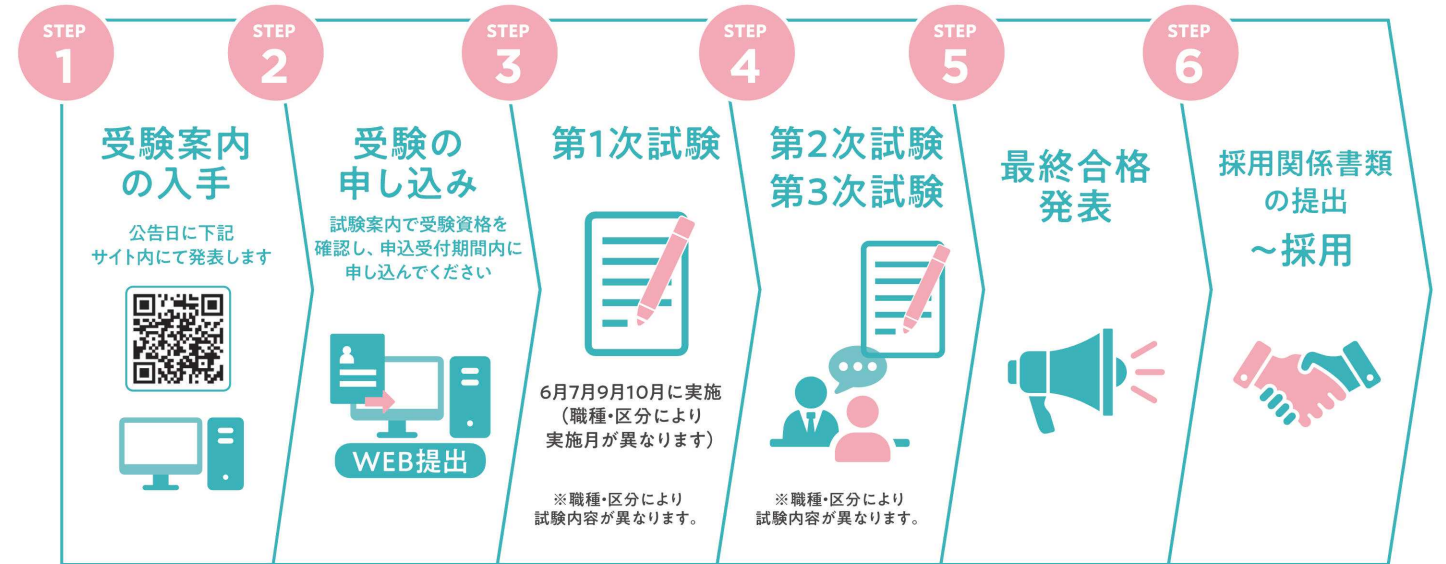 STEP
1
受験案内
の入手
公告日に下記
サイト内にて発表します
STEP
2
受験の
申し込み
試験案内で受験資格を
確認し、申込受付期間内に
申し込んでください
WEB提出
STEP
3
第1次試験
6月7月9月10月に実施
(職種・区分により
実施月が異なります)
※職種・区分により
試験内容が異なります。
STEP
4
第2次試験
第3次試験
※職種・区分により
試験内容が異なります。
STEP
5
最終合格
発表
STEP
6
採用関係書類
の提出
～採用